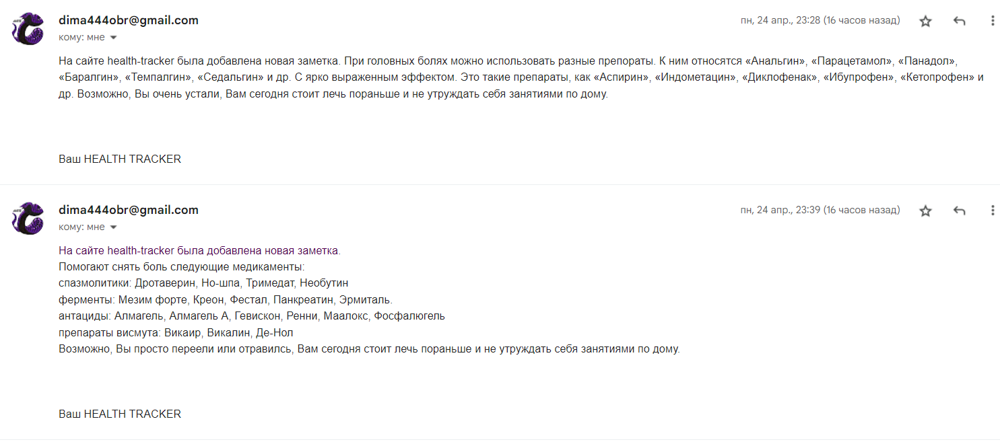 dima444obr@gmail.com
пн, 24 апр., 23:28 (16 часов назад)
кому: мне
На сайте health-tracker была добавлена новая заметка. При головных болях можно использовать разные препораты. К ним относятся «Анальгин», «Парацетамол», «Панадол»,
«Баралгин», «Темпалгин», «Седальгин» и др. С ярко выраженным эффектом. Это такие препараты, как «Аспирин», «Индометацин», «Диклофенак», «Ибупрофен», «Кетопрофен» и
др. Возможно, Вы очень устали, Вам сегодня стоит лечь пораньше и не утруждать себя занятиями по дому.
Ваш HEALTH TRACKER
dima444obr@gmail.com
пн, 24 апр., 23:39 (16 часов назад)
кому: мне
На сайте health-tracker была добавлена новая заметка.
Помогают снять боль следующие медикаменты:
спазмолитики: Дротаверин, Но-шпа, Тримедат, Необутин
ферменты: Мезим форте, Креон, Фестал, Панкреатин, Эрмиталь.
антациды: Алмагель, Алмагель А, Гевискон, Ренни, Маалокс, Фосфалюгель
препараты висмута: Викаир, Викалин, Де-Нол
Возможно, Вы просто переели или отравилсь, Вам сегодня стоит лечь пораньше и не утруждать себя занятиями по дому.
Ваш HEALTH TRACKER